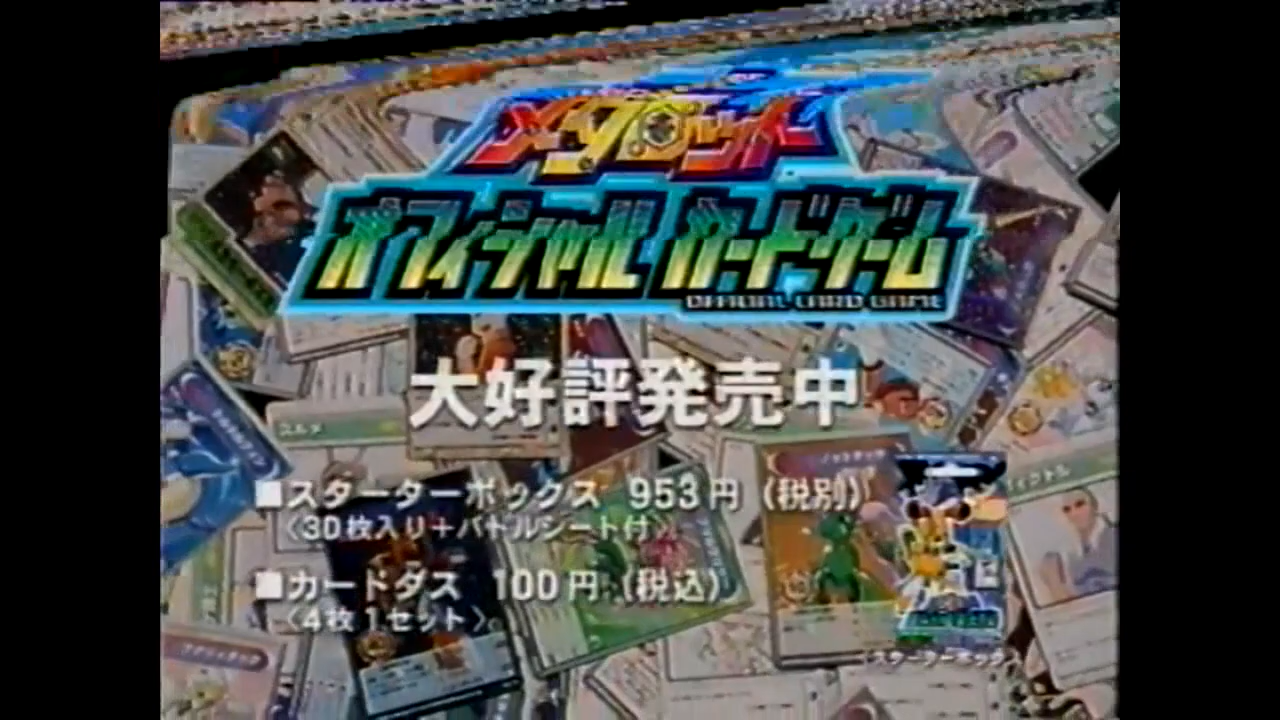 メダロット
オフィシャル カードゲーム
OFFICIAL CARD GAME
大好評発売中
■スターターボックス 953円(税別)
〈30枚入り+バトルシート付〉
■カードダス 100円(税込)
〈4枚1セット〉
(スターターボックス)